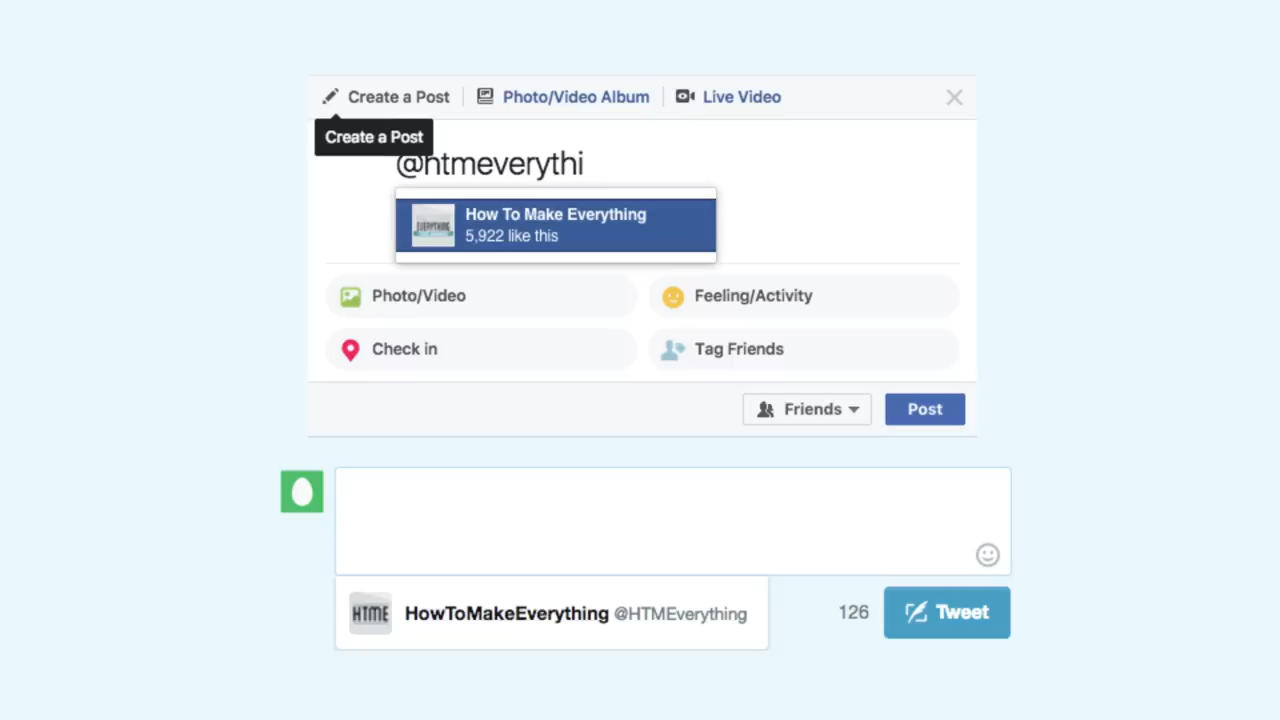 Create a Post Photo/Video Album Live Video
Create a Post
@htmeverythi
EVERYTHING
How To Make Everything
5,922 like this
Photo/Video Feeling/Activity
Check in Tag Friends
Friends Post
HTME HowToMakeEverything @HTMEverything 126 Tweet